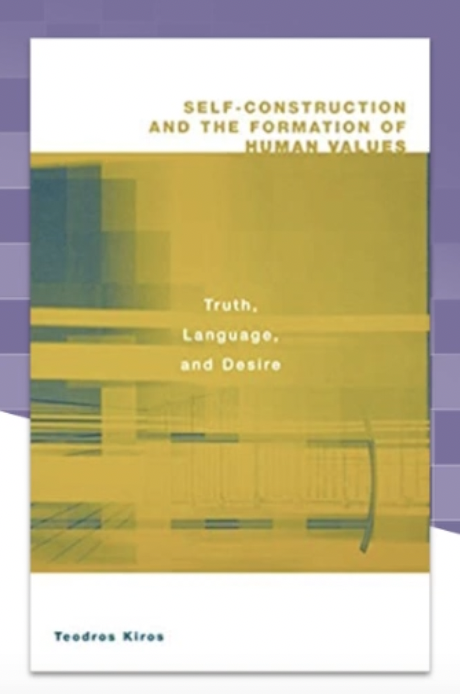 SELF-CONSTRUCTION
AND THE FORMATION OF
HUMAN VALUES
Truth,
Language,
and Desire
Teodros Kiros